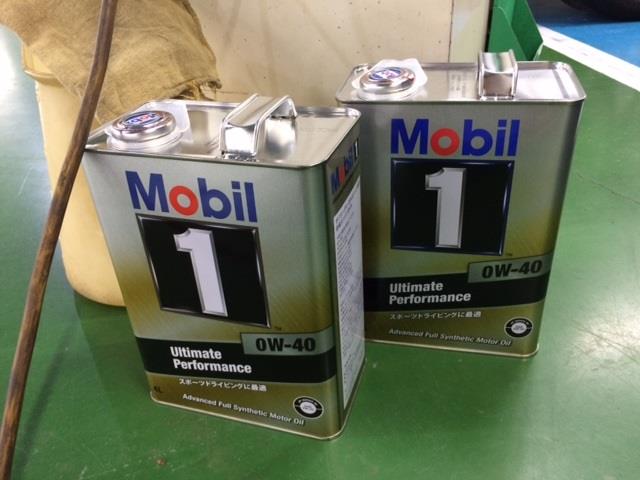 Mobil
1
Ultimate
Performance
0W-40
スポーツドライビングに最適
Advanced Full Synthetic Motor Oil
4L
Mobil
1
Ultimate
Performance
0W-40
スポーツドライビングに最適
Advanced Full Synthetic Motor Oil